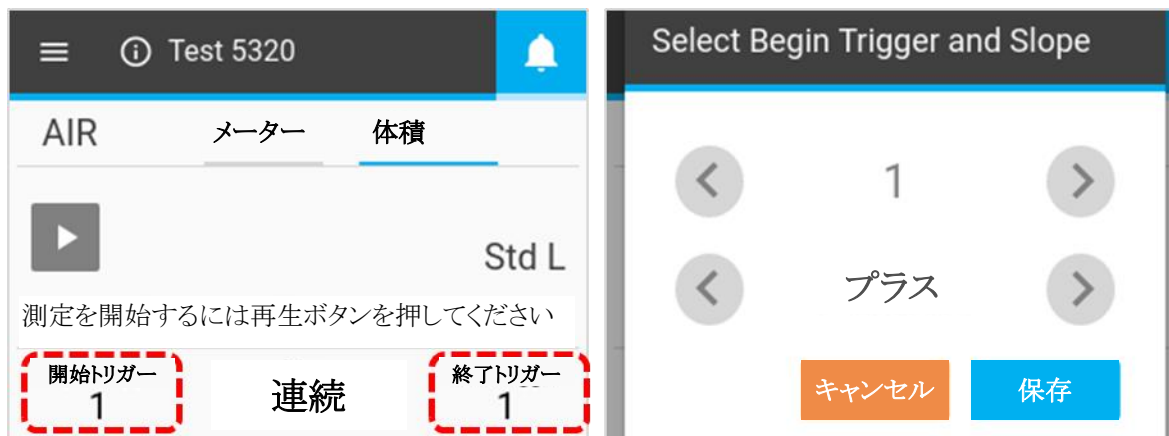 Test 5320
AIR メーター 体積
Std L
測定を開始するには再生ボタンを押してください
開始トリガー 連続 終了トリガー
1 1
Select Begin Trigger and Slope
1
プラス
キャンセル 保存